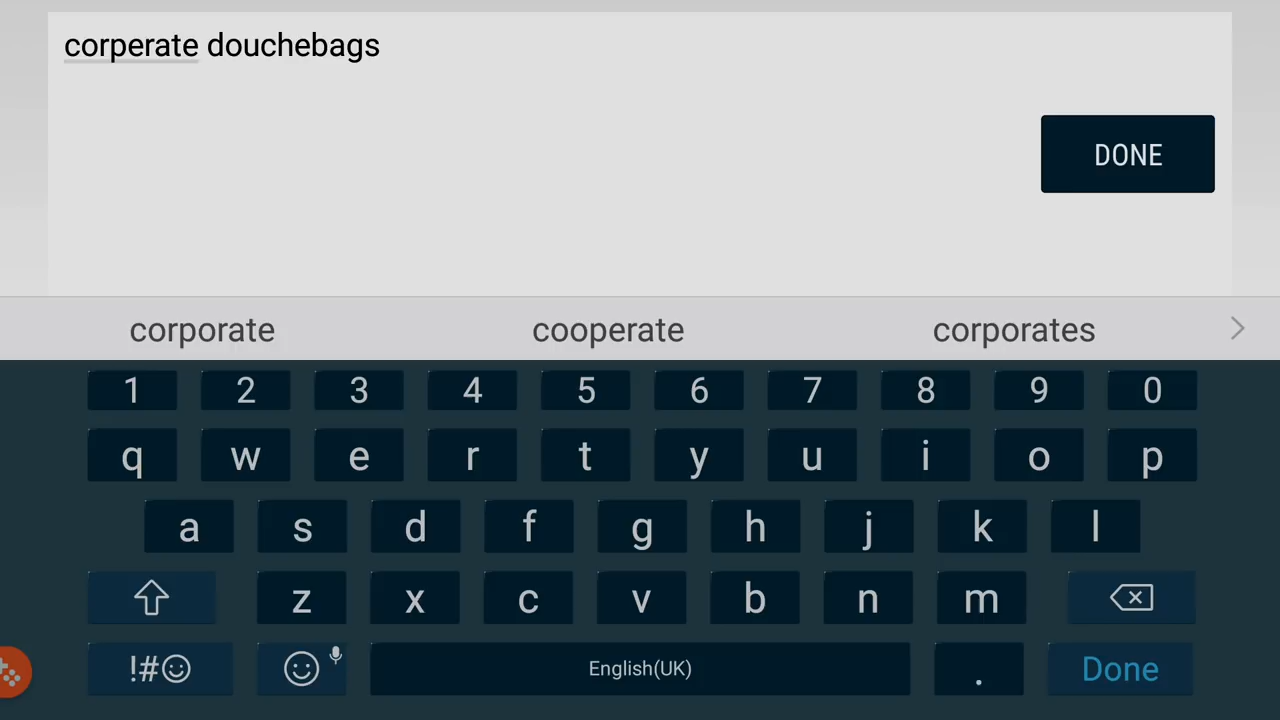 corperate douchebags
DONE
corporate cooperate corporates
1 2 3 4 5 6 7 8 9 0
q w e r t y u i o p
a s d f g h j k l
z x c v b n m
!#☺ English(UK) . Done